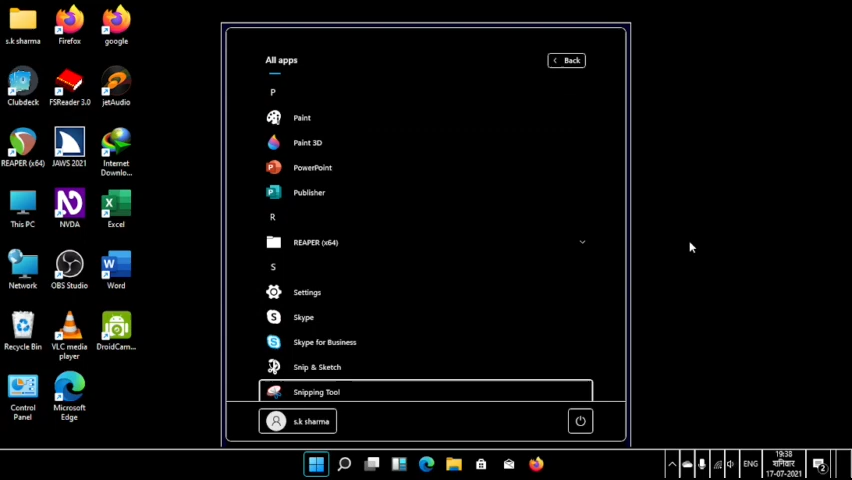 s.k sharma
Firefox
google
Clubdeck
FSReader 3.0
jetAudio
REAPER (x64)
JAWS 2021
Internet
Downlo...
This PC
NVDA
Excel
Network
OBS Studio
Word
Recycle Bin
VLC media
player
DroidCam...
Control
Panel
Microsoft
Edge
All apps
Back
P
Paint
Paint 3D
PowerPoint
Publisher
R
REAPER (x64)
S
Settings
Skype
Skype for Business
Snip & Sketch
Snipping Tool
s.k sharma
ENG
19:38
शनिवार
17-07-2021
2